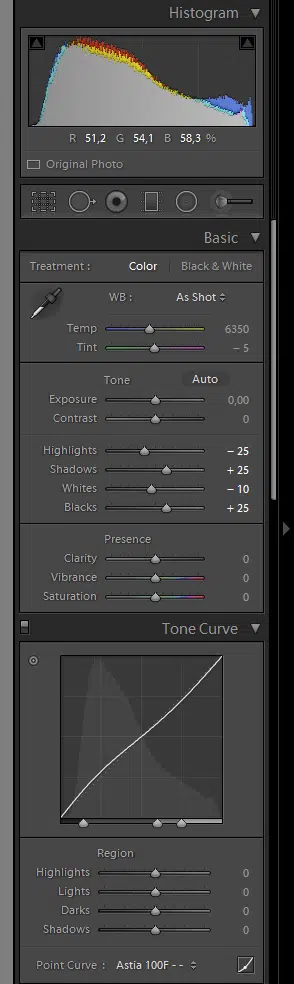 Histogram
R 51,2 G 54,1 B 58,3 %
Original Photo
Basic
Treatment : Color Black & White
WB : As Shot
Temp 6350
Tint – 5
Tone Auto
Exposure 0,00
Contrast 0
Highlights – 25
Shadows + 25
Whites – 10
Blacks + 25
Presence
Clarity 0
Vibrance 0
Saturation 0
Tone Curve
Region
Highlights 0
Lights 0
Darks 0
Shadows 0
Point Curve : Astia 100F - -